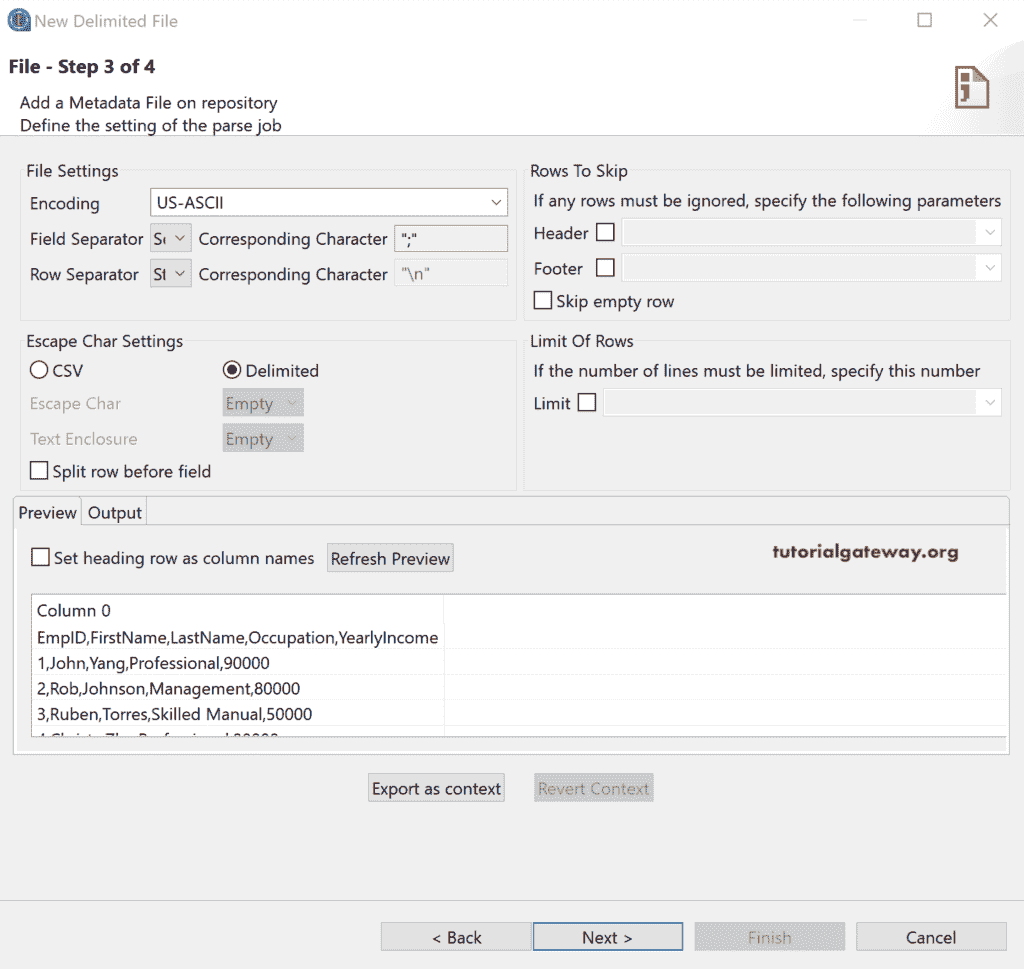 New Delimited File
File - Step 3 of 4
Add a Metadata File on repository
Define the setting of the parse job
File Settings
Encoding US-ASCII
Field Separator Corresponding Character ";"
Row Separator St Corresponding Character "\n"
Rows To Skip
If any rows must be ignored, specify the following parameters
Header
Footer
Skip empty row
Escape Char Settings
CSV Delimited
Escape Char Empty
Text Enclosure Empty
Split row before field
Limit Of Rows
If the number of lines must be limited, specify this number
Limit
Preview Output
Set heading row as column names Refresh Preview
tutorialgateway.org
Column 0
EmpID,FirstName,LastName,Occupation,YearlyIncome
1,John,Yang,Professional,90000
2,Rob,Johnson,Management,80000
3,Ruben,Torres,Skilled Manual,50000
Export as context Revert Context
< Back Next > Finish Cancel